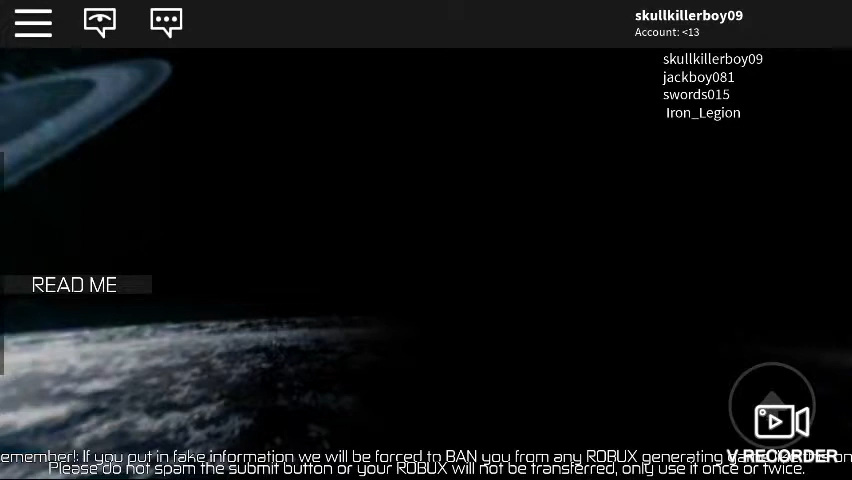 skullkillerboy09
Account: <13
skullkillerboy09
jackboy081
swords015
Iron_Legion
READ ME
emember!: If you put in fake information we will be forced to BAN you from any ROBUX generating
Please do not spam the submit button or your ROBUX will not be transferred, only use it once or twice.
V RECORDER